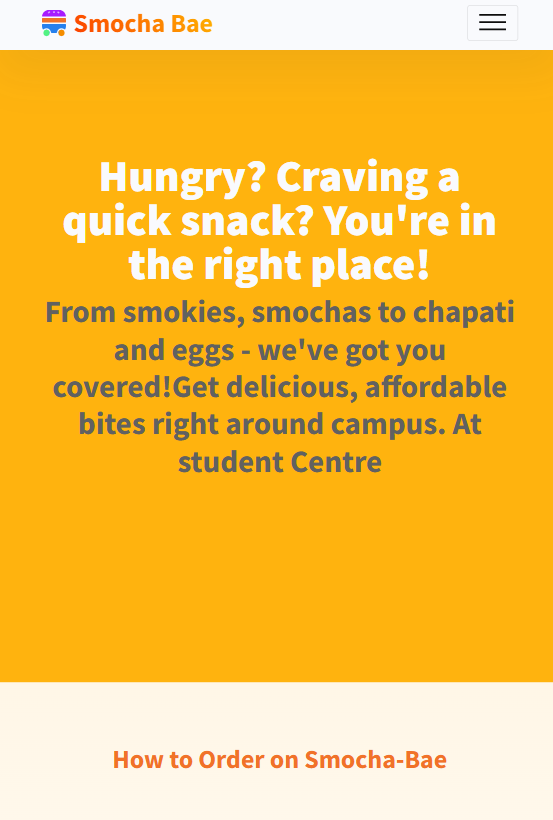 Smocha Bae
Hungry? Craving a
quick snack? You're in
the right place!
From smokies, smochas to chapati
and eggs - we've got you
covered!Get delicious, affordable
bites right around campus. At
student Centre
How to Order on Smocha-Bae